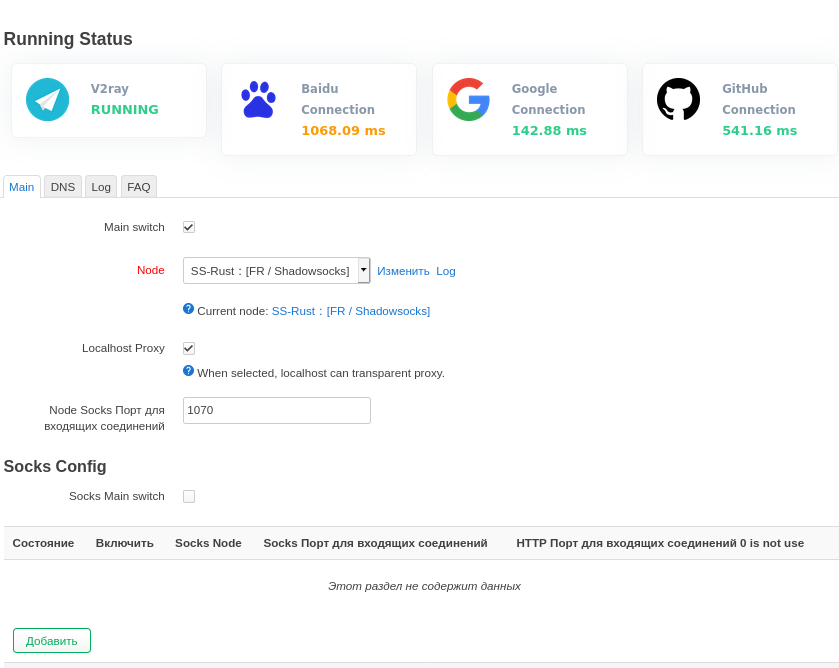 Running Status
V2ray
RUNNING
Baidu
Connection
1068.09 ms
Google
Connection
142.88 ms
GitHub
Connection
541.16 ms
Main DNS Log FAQ
Main switch
Node SS-Rust：[FR / Shadowsocks] Изменить Log
? Current node: SS-Rust：[FR / Shadowsocks]
Localhost Proxy
? When selected, localhost can transparent proxy.
Node Socks Порт для
входящих соединений
1070
Socks Config
Socks Main switch
Состояние Включить Socks Node Socks Порт для входящих соединений HTTP Порт для входящих соединений 0 is not use
Этот раздел не содержит данных
Добавить